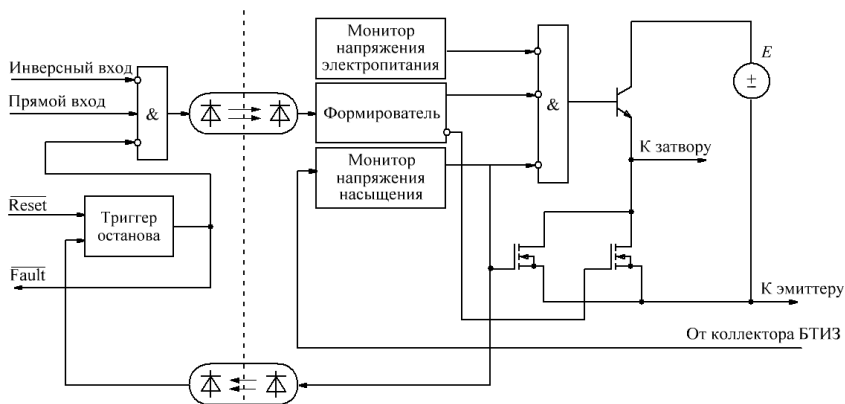 Монитор
напряжения
электропитания
E
±
Инверсный вход
Прямой вход
&
Формирователь
&
К затвору
Монитор
напряжения
насыщения
Reset
Триггер
останова
Fault
К эмиттеру
От коллектора БТИЗ